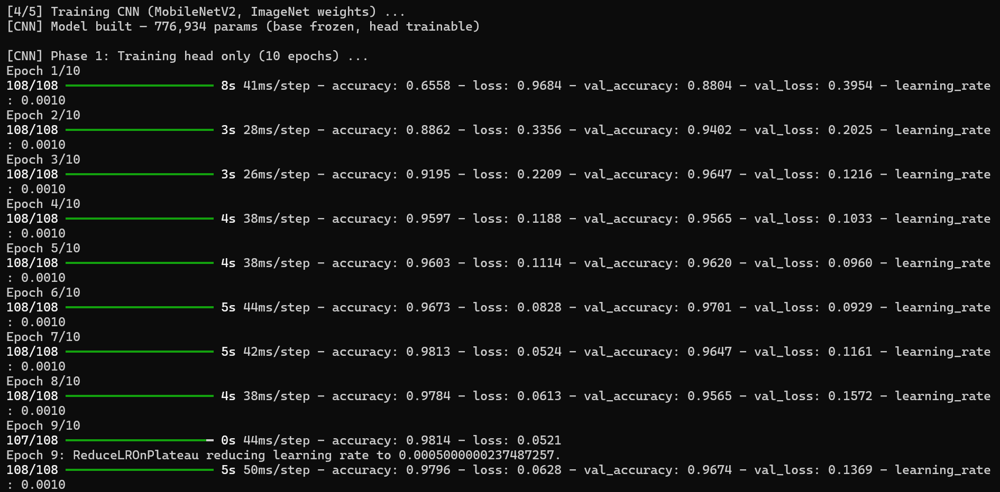 [4/5] Training CNN (MobileNetV2, ImageNet weights) ...
[CNN] Model built — 776,934 params (base frozen, head trainable)
[CNN] Phase 1: Training head only (10 epochs) ...
Epoch 1/10
108/108 8s 41ms/step - accuracy: 0.6558 - loss: 0.9684 - val_accuracy: 0.8804 - val_loss: 0.3954 - learning_rate
: 0.0010
Epoch 2/10
108/108 3s 28ms/step - accuracy: 0.8862 - loss: 0.3356 - val_accuracy: 0.9402 - val_loss: 0.2025 - learning_rate
: 0.0010
Epoch 3/10
108/108 3s 26ms/step - accuracy: 0.9195 - loss: 0.2209 - val_accuracy: 0.9647 - val_loss: 0.1216 - learning_rate
: 0.0010
Epoch 4/10
108/108 4s 38ms/step - accuracy: 0.9597 - loss: 0.1188 - val_accuracy: 0.9565 - val_loss: 0.1033 - learning_rate
: 0.0010
Epoch 5/10
108/108 4s 38ms/step - accuracy: 0.9603 - loss: 0.1114 - val_accuracy: 0.9620 - val_loss: 0.0960 - learning_rate
: 0.0010
Epoch 6/10
108/108 5s 44ms/step - accuracy: 0.9673 - loss: 0.0828 - val_accuracy: 0.9701 - val_loss: 0.0929 - learning_rate
: 0.0010
Epoch 7/10
108/108 5s 42ms/step - accuracy: 0.9813 - loss: 0.0524 - val_accuracy: 0.9647 - val_loss: 0.1161 - learning_rate
: 0.0010
Epoch 8/10
108/108 4s 38ms/step - accuracy: 0.9784 - loss: 0.0613 - val_accuracy: 0.9565 - val_loss: 0.1572 - learning_rate
: 0.0010
Epoch 9/10
107/108 0s 44ms/step - accuracy: 0.9814 - loss: 0.0521
Epoch 9: ReduceLROnPlateau reducing learning rate to 0.0005000000237487257.
108/108 5s 50ms/step - accuracy: 0.9796 - loss: 0.0628 - val_accuracy: 0.9674 - val_loss: 0.1369 - learning_rate
: 0.0010